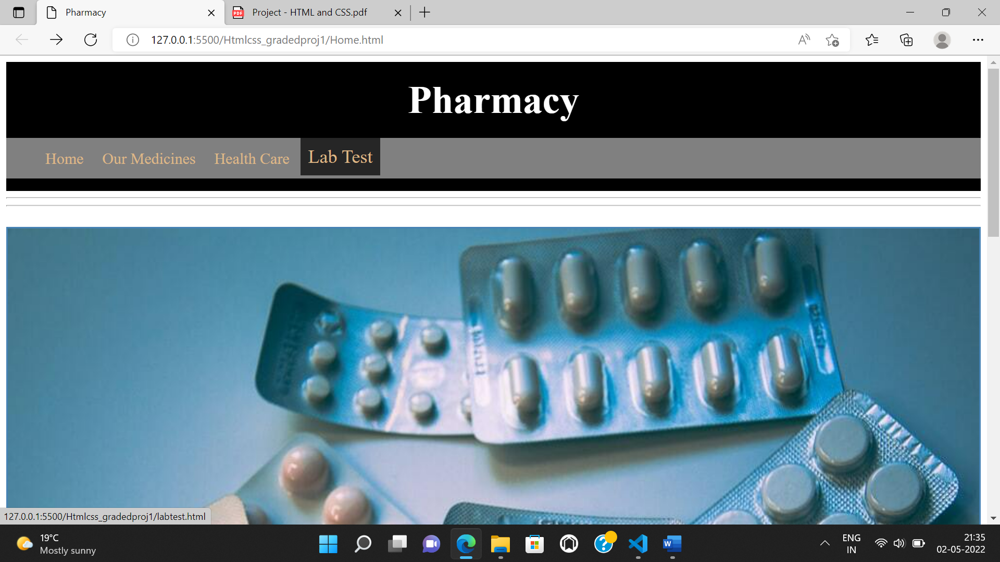 Pharmacy
Project - HTML and CSS.pdf
127.0.0.1:5500/Htmlcss_gradedproj1/Home.html
Pharmacy
Home Our Medicines Health Care Lab Test
127.0.0.1:5500/Htmlcss_gradedproj1/labtest.html
19°C
Mostly sunny
ENG
IN
21:35
02-05-2022